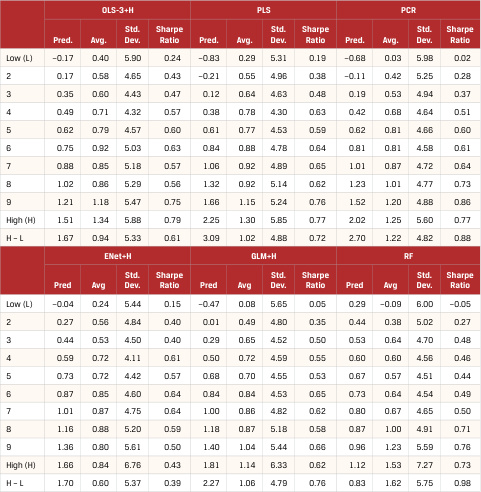 OLS-3+H PLS PCR
Pred. Avg. Std. Dev. Sharpe Ratio Pred. Avg. Std. Dev. Sharpe Ratio Pred. Avg. Std. Dev. Sharpe Ratio
Low (L) −0.17 0.40 5.90 0.24 −0.83 0.29 5.31 0.19 −0.68 0.03 5.98 0.02
2 0.17 0.58 4.65 0.43 −0.21 0.55 4.96 0.38 −0.11 0.42 5.25 0.28
3 0.35 0.60 4.43 0.47 0.12 0.64 4.63 0.48 0.19 0.53 4.94 0.37
4 0.49 0.71 4.32 0.57 0.38 0.78 4.30 0.63 0.42 0.68 4.64 0.51
5 0.62 0.79 4.57 0.60 0.61 0.77 4.53 0.59 0.62 0.81 4.66 0.60
6 0.75 0.92 5.03 0.63 0.84 0.88 4.78 0.64 0.81 0.81 4.58 0.61
7 0.88 0.85 5.18 0.57 1.06 0.92 4.89 0.65 1.01 0.87 4.72 0.64
8 1.02 0.86 5.29 0.56 1.32 0.92 5.14 0.62 1.23 1.01 4.77 0.73
9 1.21 1.18 5.47 0.75 1.66 1.15 5.24 0.76 1.52 1.20 4.88 0.86
High (H) 1.51 1.34 5.88 0.79 2.25 1.30 5.85 0.77 2.02 1.25 5.60 0.77
H – L 1.67 0.94 5.33 0.61 3.09 1.02 4.88 0.72 2.70 1.22 4.82 0.88
ENet+H GLM+H RF
Pred Avg Std. Dev. Sharpe Ratio Pred Avg. Std. Dev. Sharpe Ratio Pred Avg. Std. Dev. Sharpe Ratio
Low (L) −0.04 0.24 5.44 0.15 −0.47 0.08 5.65 0.05 0.29 −0.09 6.00 −0.05
2 0.27 0.56 4.84 0.40 0.01 0.49 4.80 0.35 0.44 0.38 5.02 0.27
3 0.44 0.53 4.50 0.40 0.29 0.65 4.52 0.50 0.53 0.64 4.70 0.48
4 0.59 0.72 4.11 0.61 0.50 0.72 4.59 0.55 0.60 0.60 4.56 0.46
5 0.73 0.72 4.42 0.57 0.68 0.70 4.55 0.53 0.67 0.57 4.51 0.44
6 0.87 0.85 4.60 0.64 0.84 0.84 4.53 0.65 0.73 0.64 4.54 0.49
7 1.01 0.87 4.75 0.64 1.00 0.86 4.82 0.62 0.80 0.67 4.65 0.50
8 1.16 0.88 5.20 0.59 1.18 0.87 5.18 0.58 0.87 1.00 4.91 0.71
9 1.36 0.80 5.61 0.50 1.40 1.04 5.44 0.66 0.96 1.23 5.59 0.76
High (H) 1.66 0.84 6.76 0.43 1.81 1.14 6.33 0.62 1.12 1.53 7.27 0.73
H – L 1.70 0.60 5.37 0.39 2.27 1.06 4.79 0.76 0.83 1.62 5.75 0.98